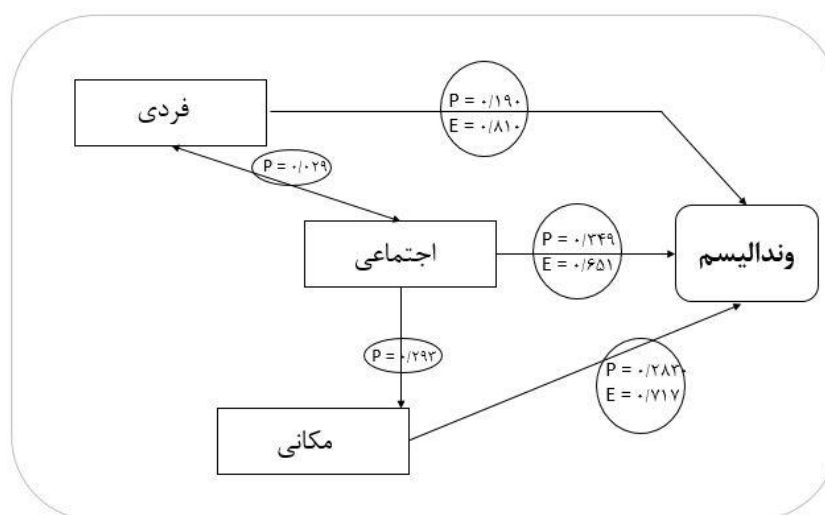 فردی
P = ۰/۱۹۰
E = ۰/۸۱۰
P = ۰/۰۲۹
اجتماعی
P = ۰/۳۴۹
E = ۰/۶۵۱
وندالیسم
P = ۰/۲۹۳
P = ۰/۲۸۳۰
E = ۰/۷۱۷
مکانی